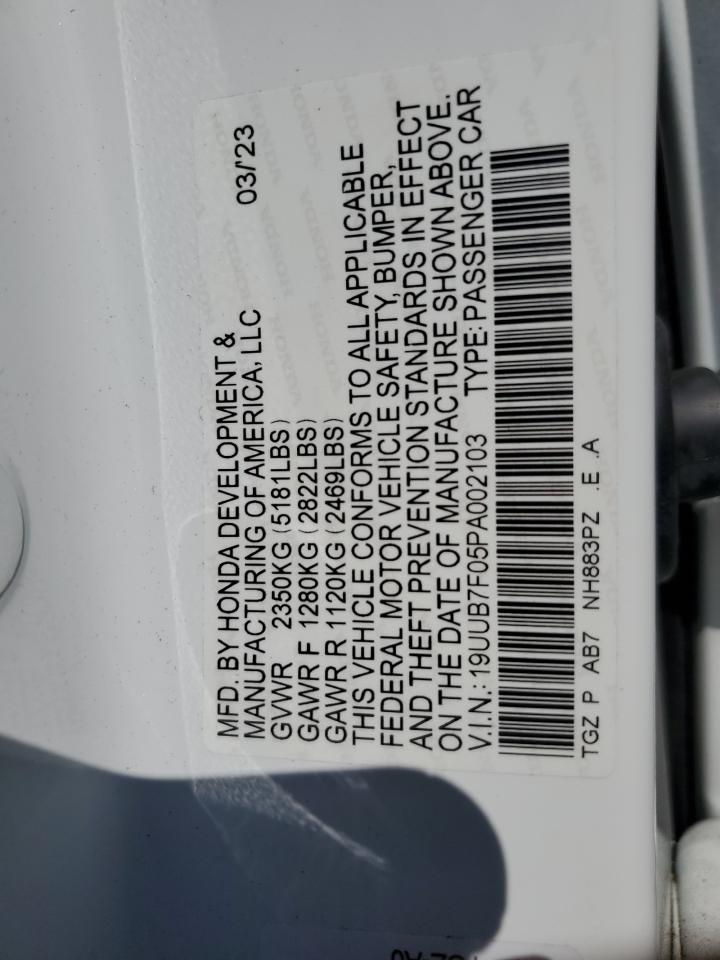 MFD. BY HONDA DEVELOPMENT &
MANUFACTURING OF AMERICA, LLC 03/'23
GVWR 2350KG (5181LBS)
GAWR F 1280KG (2822LBS)
GAWR R 1120KG (2469LBS)
THIS VEHICLE CONFORMS TO ALL APPLICABLE
FEDERAL MOTOR VEHICLE SAFETY, BUMPER,
AND THEFT PREVENTION STANDARDS IN EFFECT
ON THE DATE OF MANUFACTURE SHOWN ABOVE.
V.I.N.: 19UUB7F05PA002103 TYPE: PASSENGER CAR
TGZ P AB7 NH883PZ .E .A